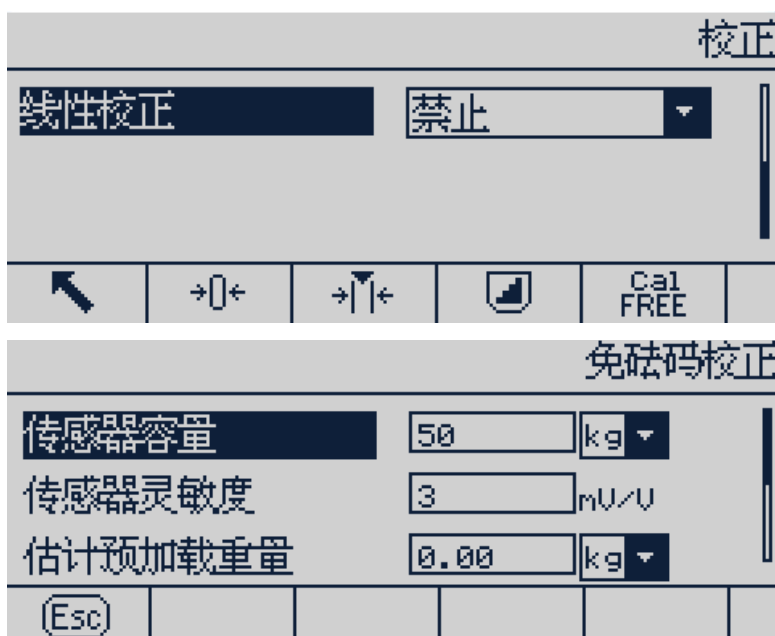 校正
线性校正 禁止
→0← Cal
FREE
免砝码校正
传感器容量 50 kg
传感器灵敏度 3 mV/V
估计预加载重量 0.00 kg
Esc